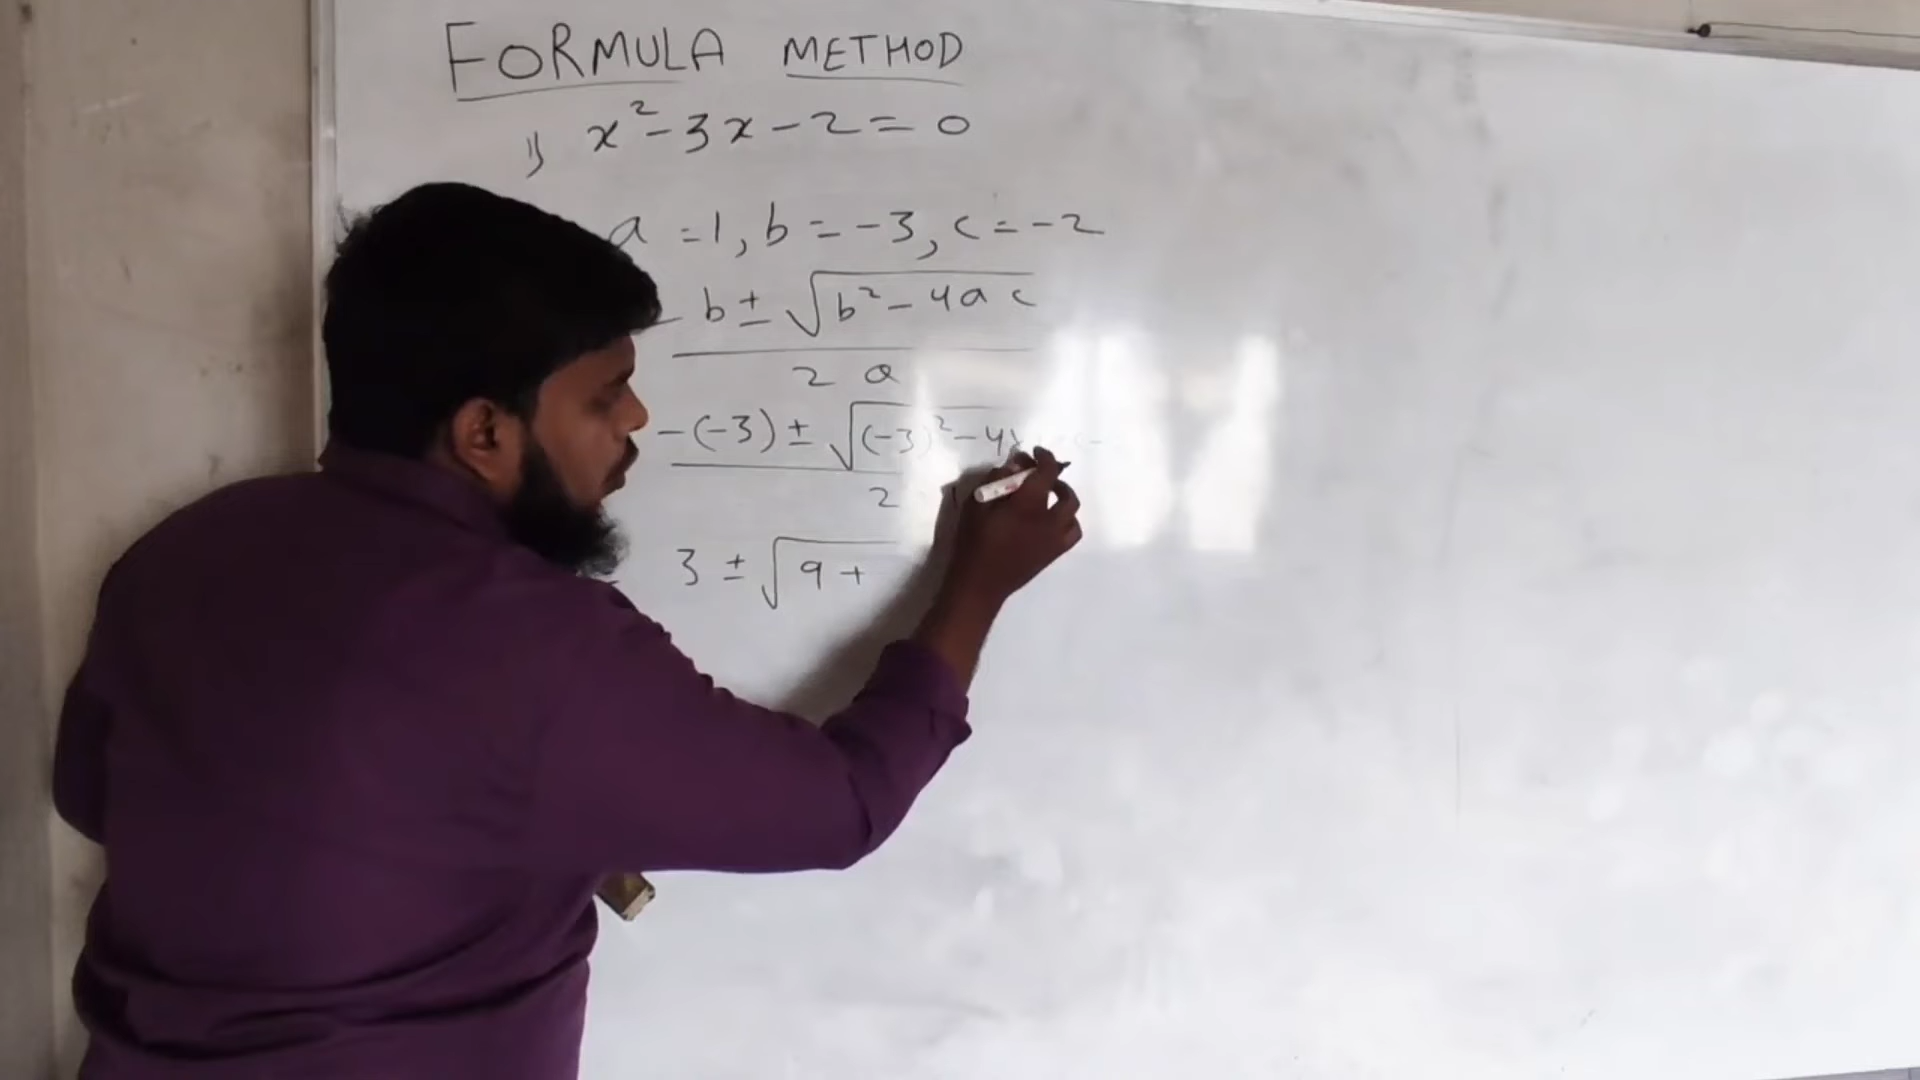 FORMULA METHOD
1) x² - 3x - 2 = 0
a = 1, b = -3, c = -2
- b ± √b² - 4ac
2 a
-(-3) ± √(-3)² - 4
2
3 ± √9 +